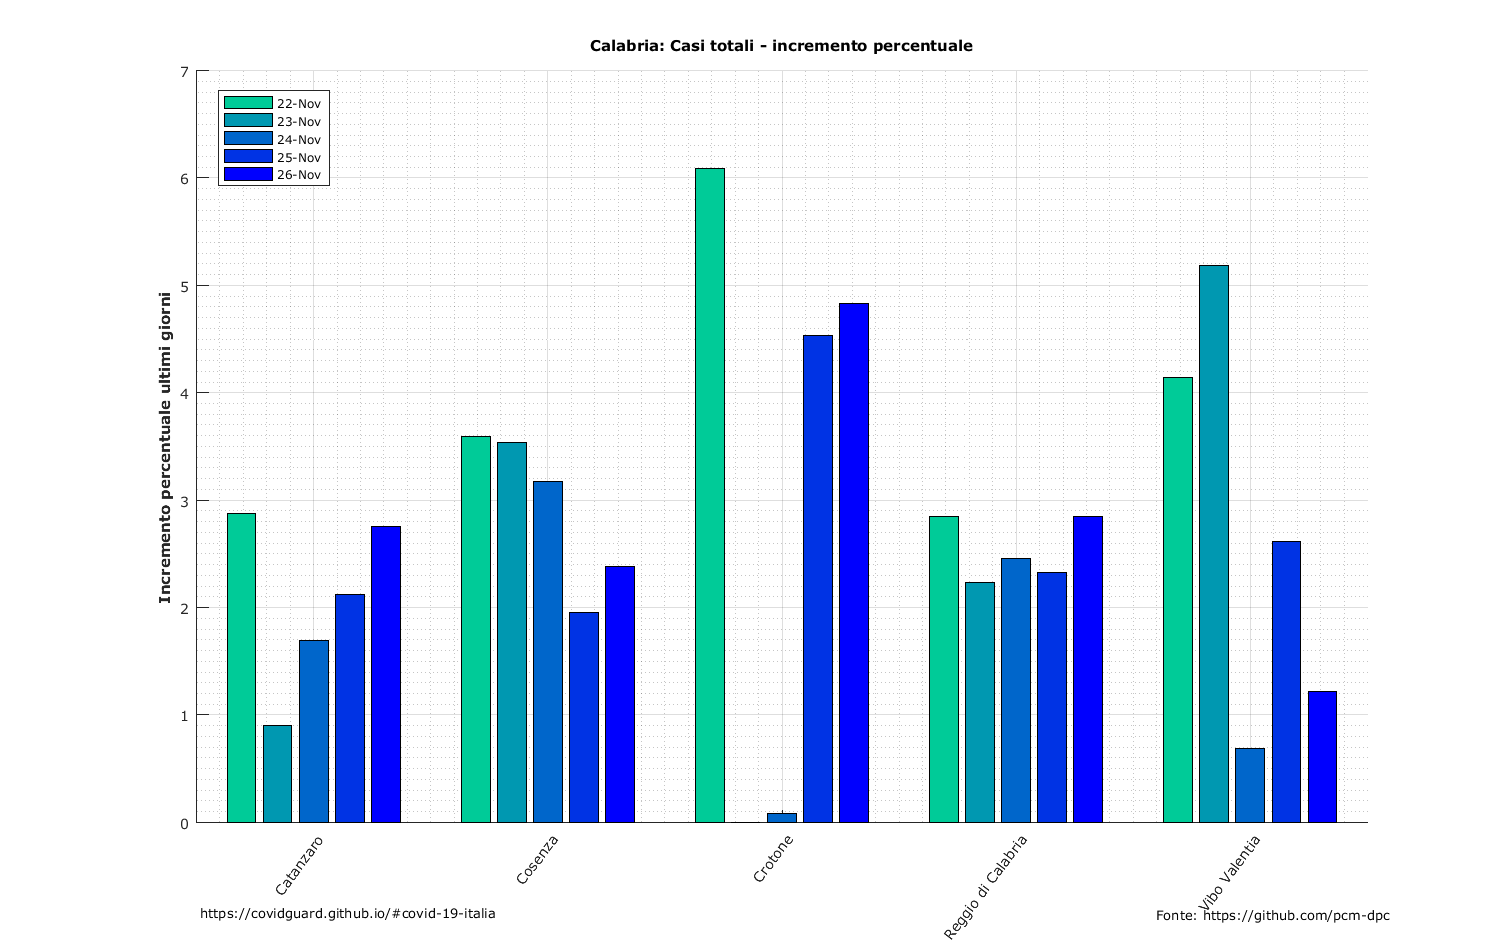 Calabria: Casi totali - incremento percentuale
7
6
5
4
3
2
1
0
Incremento percentuale ultimi giorni
22-Nov
23-Nov
24-Nov
25-Nov
26-Nov
Catanzaro
Cosenza
Crotone
Reggio di Calabria
Vibo Valentia
https://covidguard.github.io/#covid-19-italia
Fonte: https://github.com/pcm-dpc